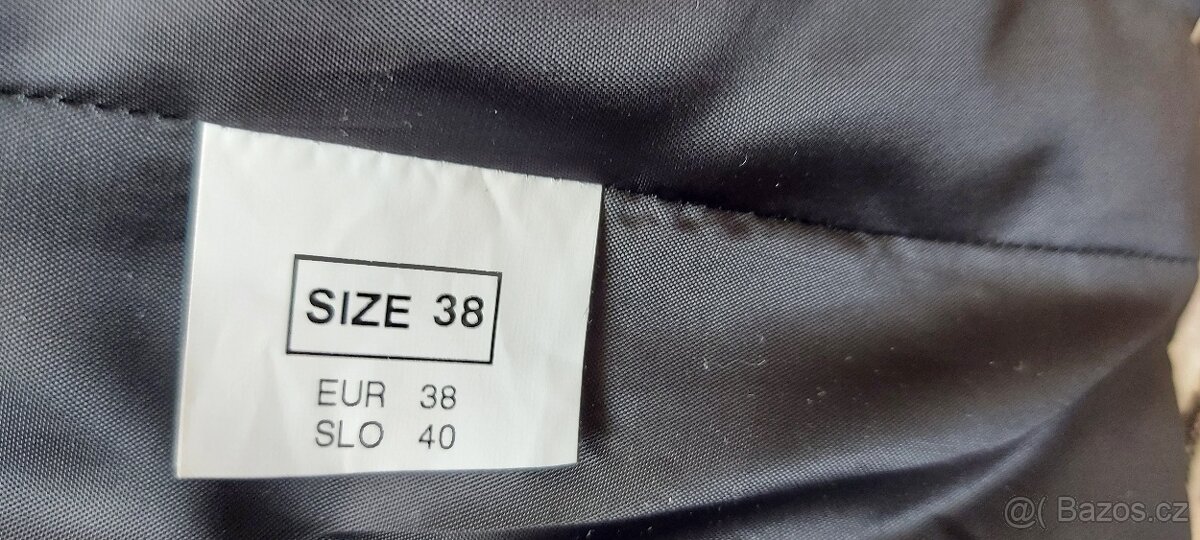 SIZE 38
EUR 38
SLO 40
@( Bazos.cz